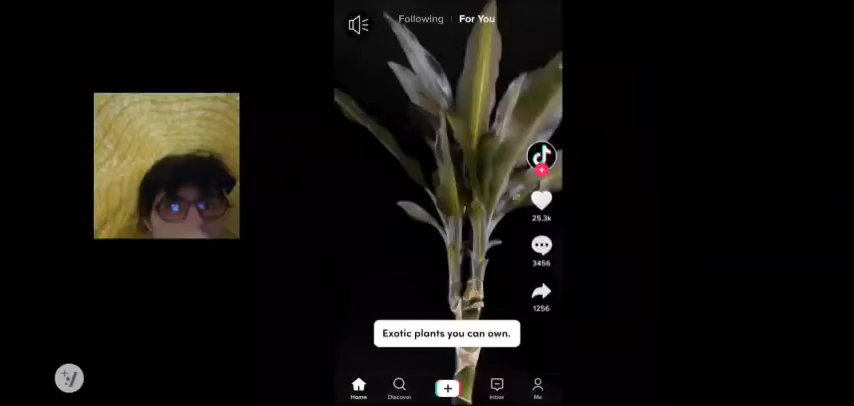 Following
For You
25.3k
3456
1256
Exotic plants you can own.
Home
Discover
Inbox
Me